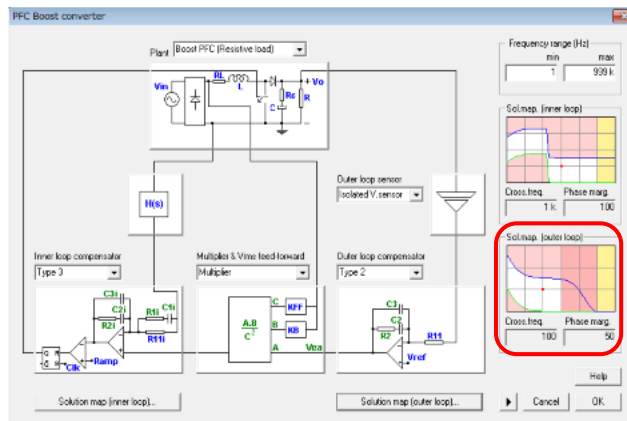 PFC Boost converter
Plant Boost PFC (Resistive load)
Frequency range (Hz)
min max
1 999 k
RL
L
+ Vo
Vin
Rc
R
C
Sol.map. (inner loop)
Cross.freq. Phase marg.
1 k 100
Outer loop sensor
Isolated V.sensor
H(s)
Sol.map. (outer loop)
Cross.freq. Phase marg.
100 50
Inner loop compensator
Type 3
Multiplier & Vrms feed-forward
Multiplier
Outer loop compensator
Type 2
C3i
C2i
R2i
R1i
C1i
R11i
Ramp
Clk
A.B
C²
C
B
A
KFF
KB
Vea
C3
C2
R2
R11
Vref
Help
Solution map (inner loop)...
Solution map (outer loop)...
Cancel
OK